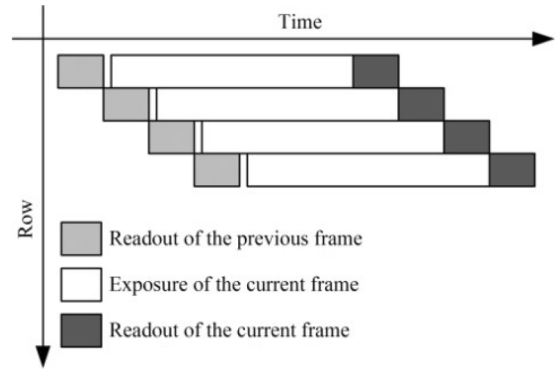 Time
Row
Readout of the previous frame
Exposure of the current frame
Readout of the current frame